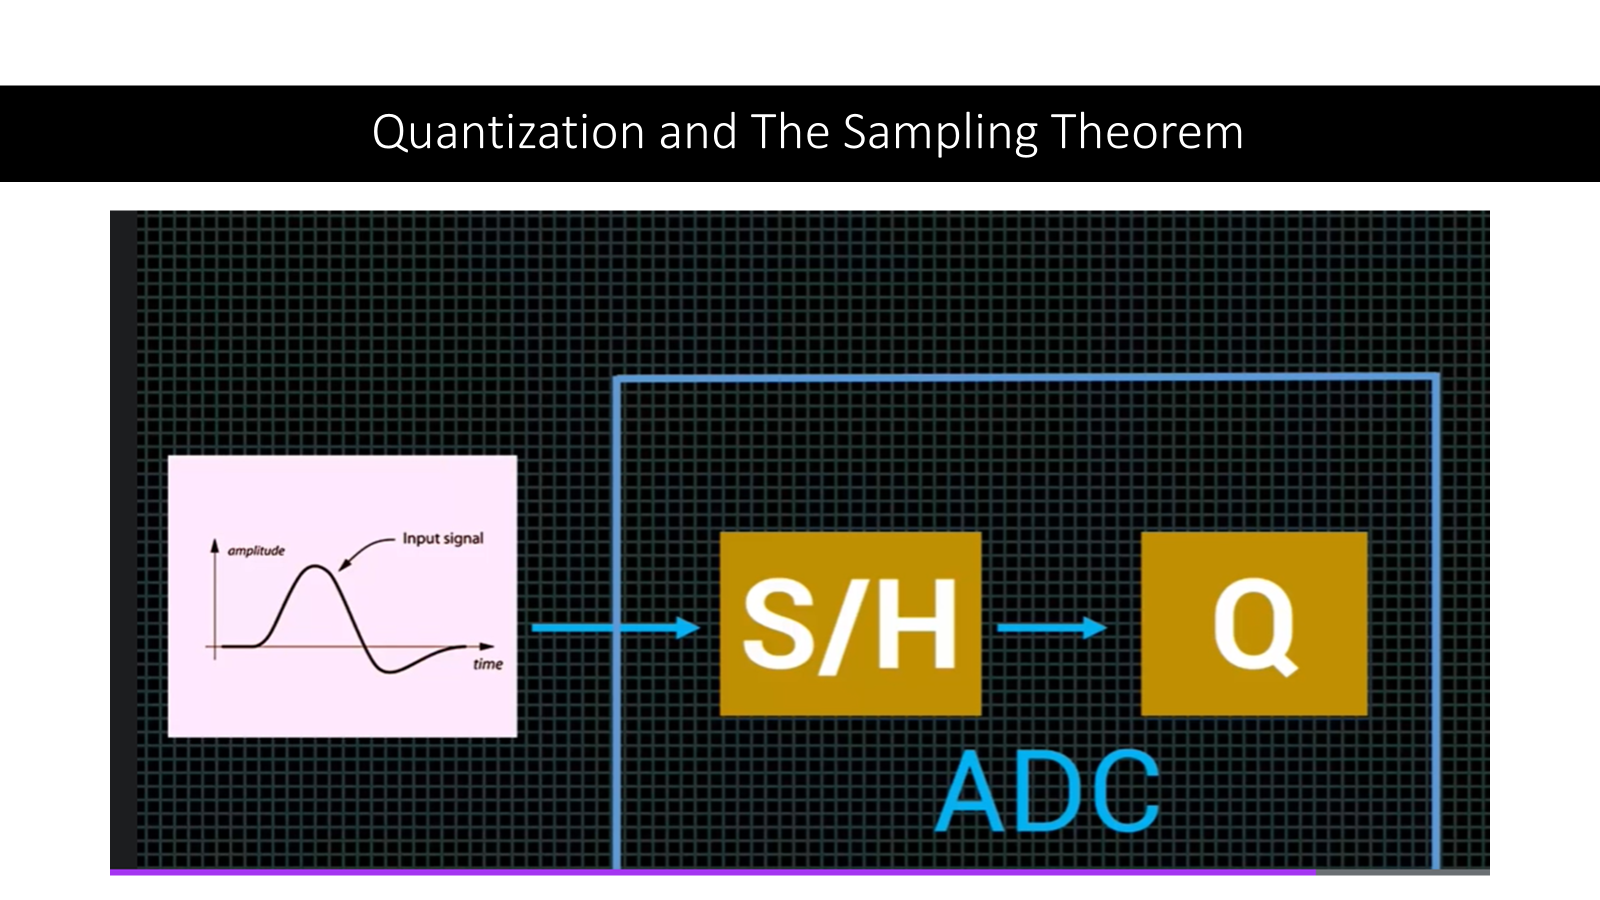 Quantization and The Sampling Theorem
amplitude
Input signal
time
S/H
Q
ADC